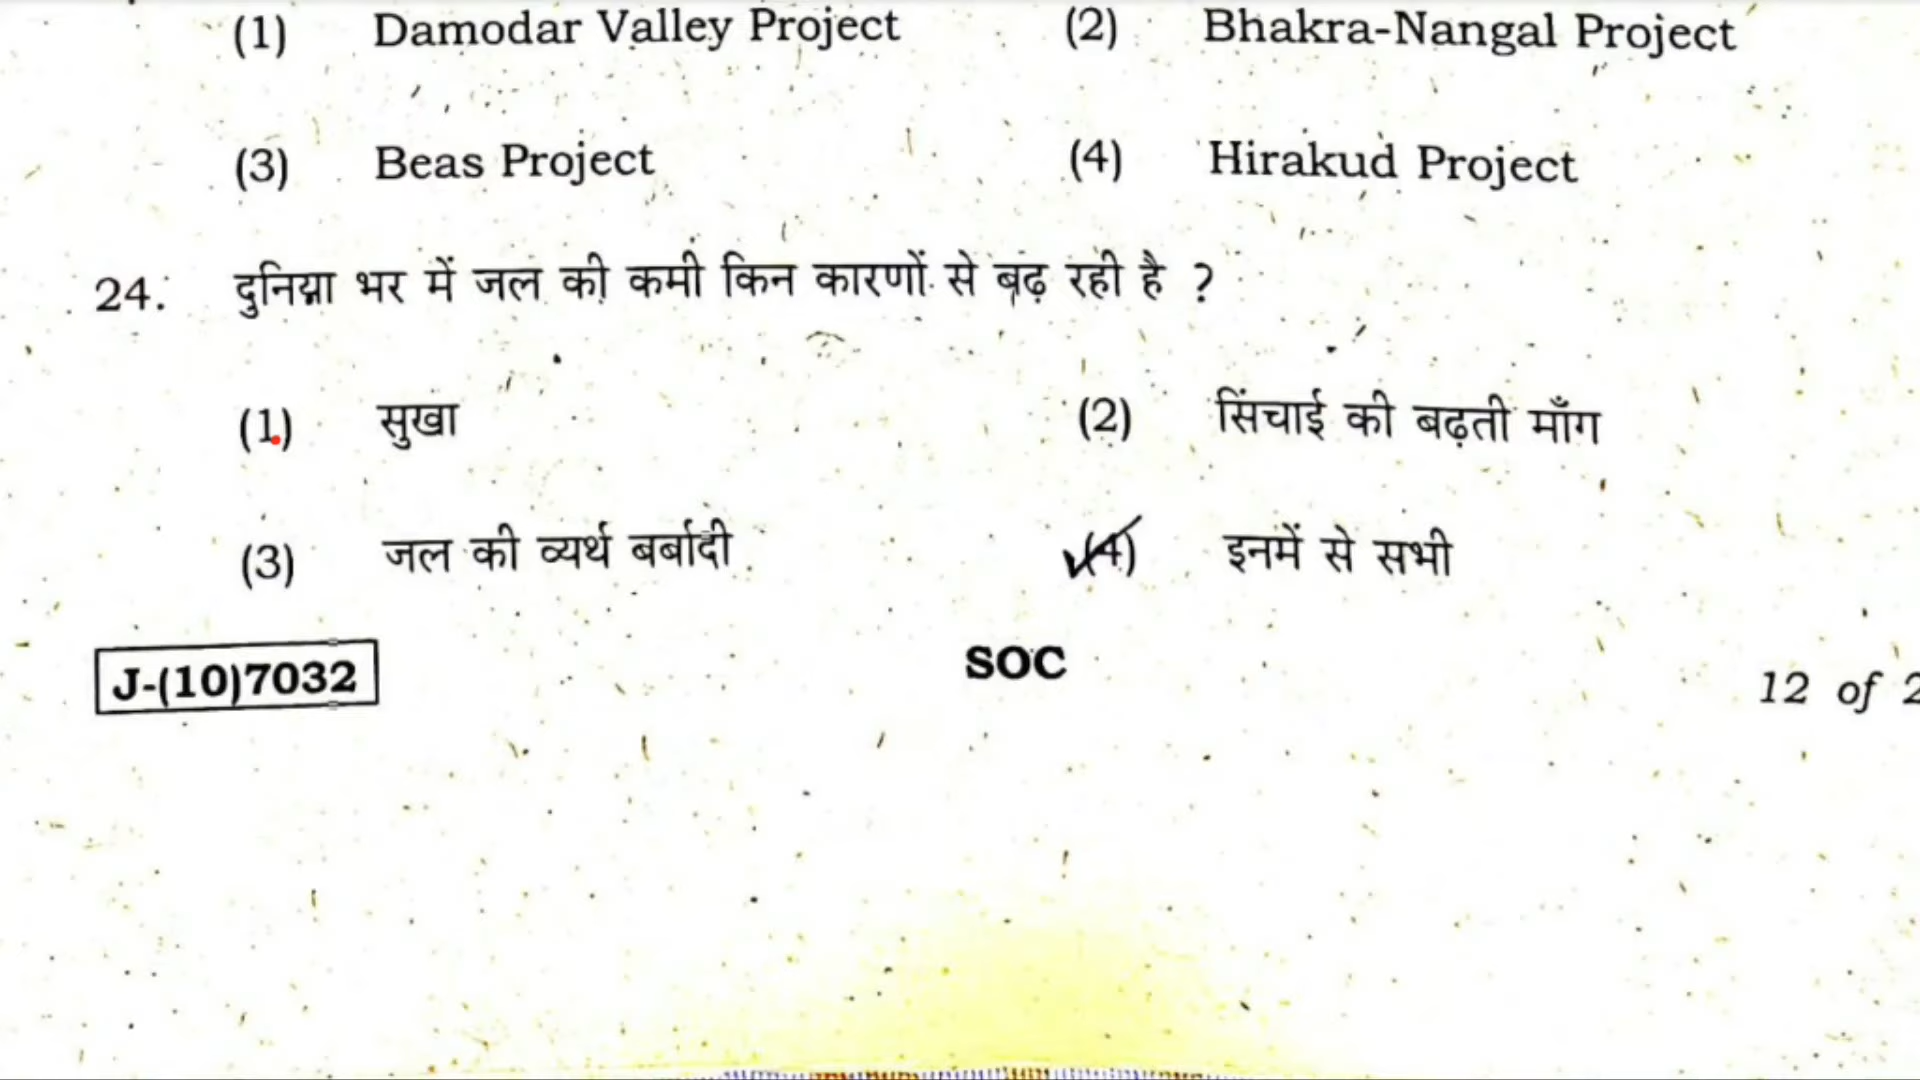 (1) Damodar Valley Project (2) Bhakra-Nangal Project
(3) Beas Project (4) Hirakud Project
24. दुनिया भर में जल की कमी किन कारणों से बढ़ रही है ?
(1) सुखा (2) सिंचाई की बढ़ती माँग
(3) जल की व्यर्थ बर्बादी (4) इनमें से सभी
J-(10)7032 SOC 12 of 2